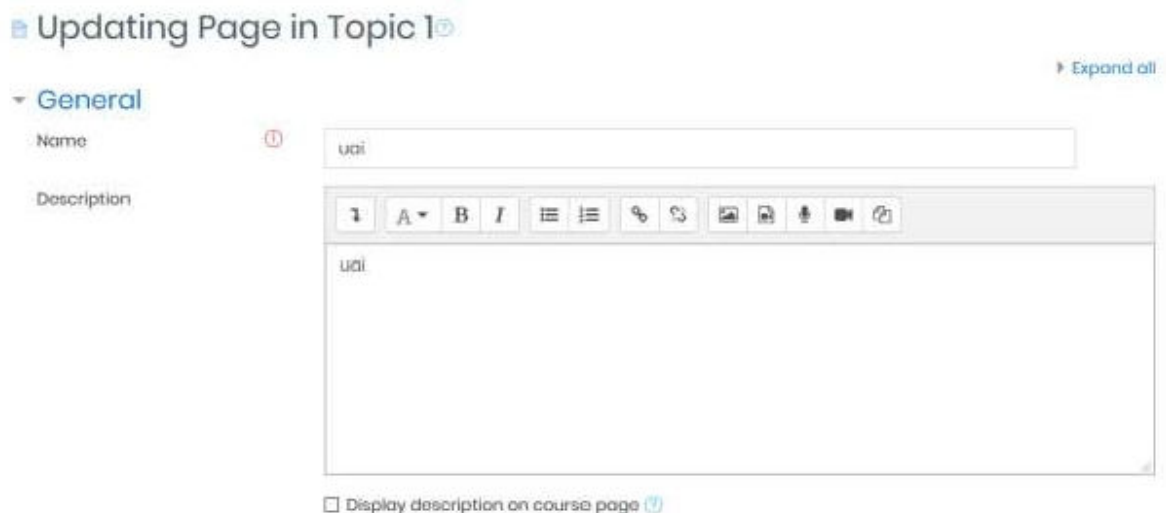 Updating Page in Topic 1
Expand all
General
Name
uai
Description
A B I
uai
Display description on course page